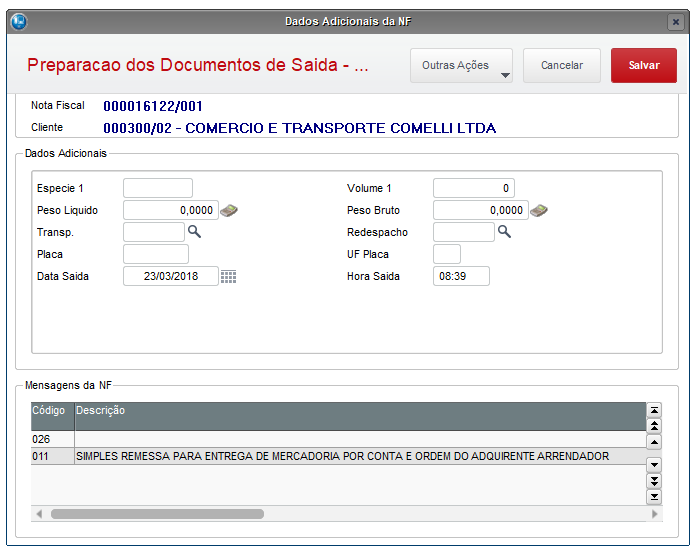 Dados Adicionais da NF
Preparacao dos Documentos de Saida - ...
Outras Ações
Cancelar
Salvar
Nota Fiscal 000016122/001
Cliente 000300/02 - COMERCIO E TRANSPORTE COMELLI LTDA
Dados Adicionais
Especie 1 Volume 1 0
Peso Liquido 0,0000 Peso Bruto 0,0000
Transp. Redespacho
Placa UF Placa
Data Saida 23/03/2018 Hora Saida 08:39
Mensagens da NF
Código Descrição
026
011 SIMPLES REMESSA PARA ENTREGA DE MERCADORIA POR CONTA E ORDEM DO ADQUIRENTE ARRENDADOR